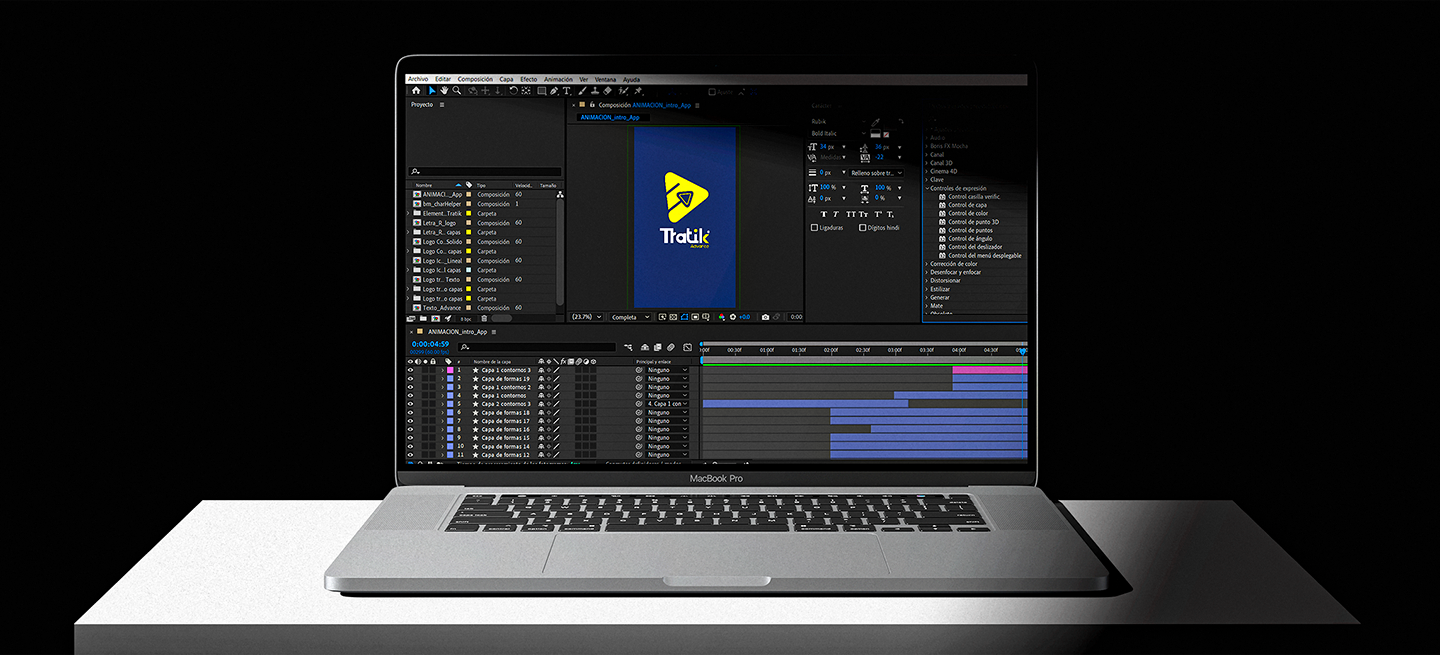 Archivo Editar Composición Capa Efecto Animación Ver Ventana Ayuda
Proyecto
Composición ANIMACION_intro_App
ANIMACION_intro_App
Nombre Tipo Velocid.. Tamaño
ANIMACI..._App Composición 60
bm_charHelper Composición 1
Element...Tratik Carpeta
Letra_R_logo Composición 60
Letra_R... capas Carpeta
Logo Co...Solido Composición 60
Logo Co... capas Carpeta
Logo Ic..._Lineal Composición 60
Logo Ic...l capas Carpeta
Logo tr... Texto Composición 60
Logo tr...o capas Carpeta
Logo tr...o capas Carpeta
Texto_Advance Composición 60
8 bpc
Tratik
Advance
(23.7%) Completa +0.0 0:00
Rubik
Bold Italic
34 px 36 px
Medidas -22
0 px Relleno sobre tr...
100 % 100 %
0 px 0 %
Ligaduras Dígitos hindi
Audio
Boris FX Mocha
Canal
Canal 3D
Cinema 4D
Clave
Controles de expresión
Control casilla verific.
Control de capa
Control de color
Control de punto 3D
Control de puntos
Control de ángulo
Control del deslizador
Control del menú desplegable
Corrección de color
Desenfocar y enfocar
Distorsionar
Estilizar
Generar
Mate
Obsoleto
ANIMACION_intro_App
0:00:04:59
00299 (60.00 fps)
:00f 00:30f 01:00f 01:30f 02:00f 02:30f 03:00f 03:30f 04:00f 04:30f 05:00
# Nombre de la capa Principal y enlace
1 Capa 1 contornos 3 Ninguno
2 Capa de formas 19 Ninguno
3 Capa 1 contornos 2 Ninguno
4 Capa 1 contornos Ninguno
5 Capa 2 contornos 3 4. Capa 1 con
6 Capa de formas 18 Ninguno
7 Capa de formas 17 Ninguno
8 Capa de formas 16 Ninguno
9 Capa de formas 15 Ninguno
10 Capa de formas 14 Ninguno
11 Capa de formas 12 Ninguno
MacBook Pro